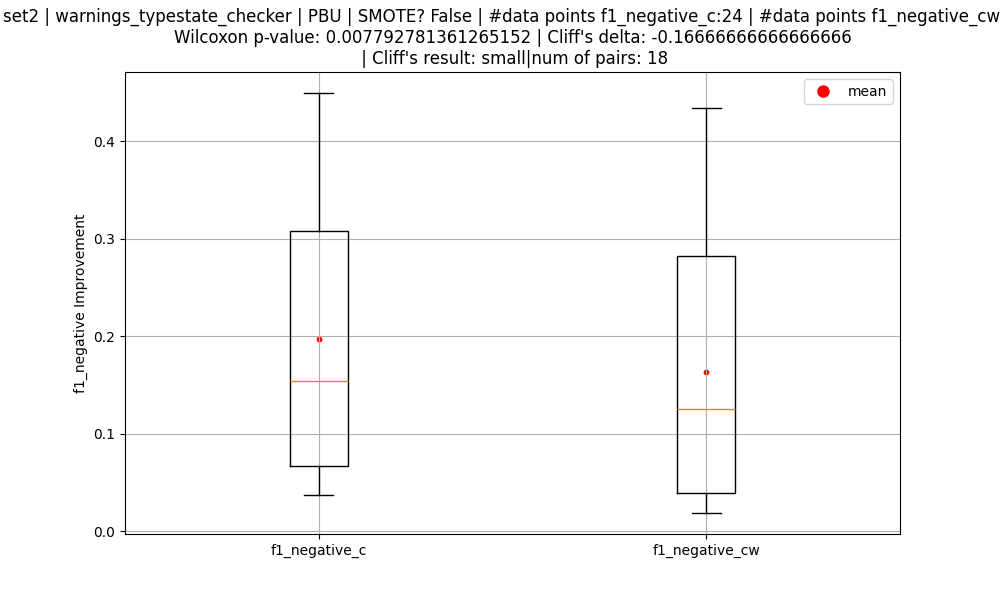 set2 | warnings_typestate_checker | PBU | SMOTE? False | #data points f1_negative_c:24 | #data points f1_negative_cw
Wilcoxon p-value: 0.007792781361265152 | Cliff's delta: -0.16666666666666666
| Cliff's result: small|num of pairs: 18
mean
0.4
0.3
0.2
0.1
0.0
f1_negative Improvement
f1_negative_c
f1_negative_cw